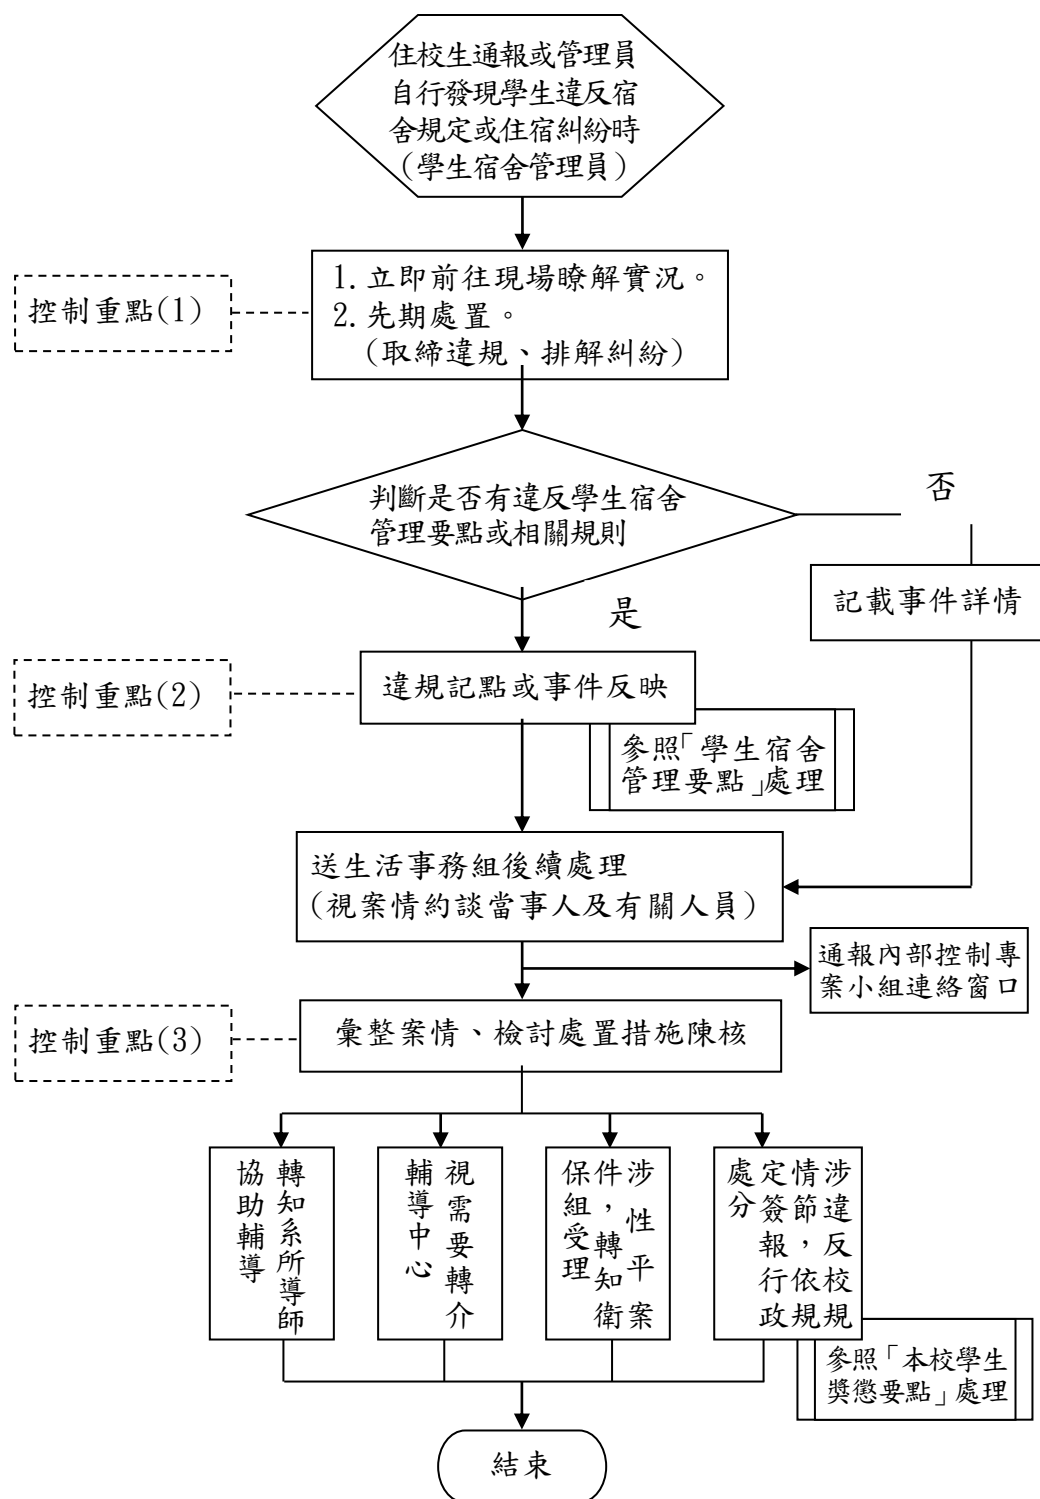 住校生通報或管理員
自行發現學生違反宿
舍規定或住宿糾紛時
(學生宿舍管理員)
控制重點(1)
1. 立即前往現場瞭解實況。
2. 先期處置。
(取締違規、排解糾紛)
判斷是否有違反學生宿舍
管理要點或相關規則
否
是
記載事件詳情
控制重點(2)
違規記點或事件反映
參照「學生宿舍
管理要點」處理
送生活事務組後續處理
(視案情約談當事人及有關人員)
通報內部控制專
案小組連絡窗口
控制重點(3)
彙整案情、檢討處置措施陳核
轉知系所導師
協助輔導
視需要轉介
輔導中心
涉性平案
件，轉知衛
保組受理
涉違反校規
情節，依規
定簽報行政
處分
參照「本校學生
獎懲要點」處理
結束